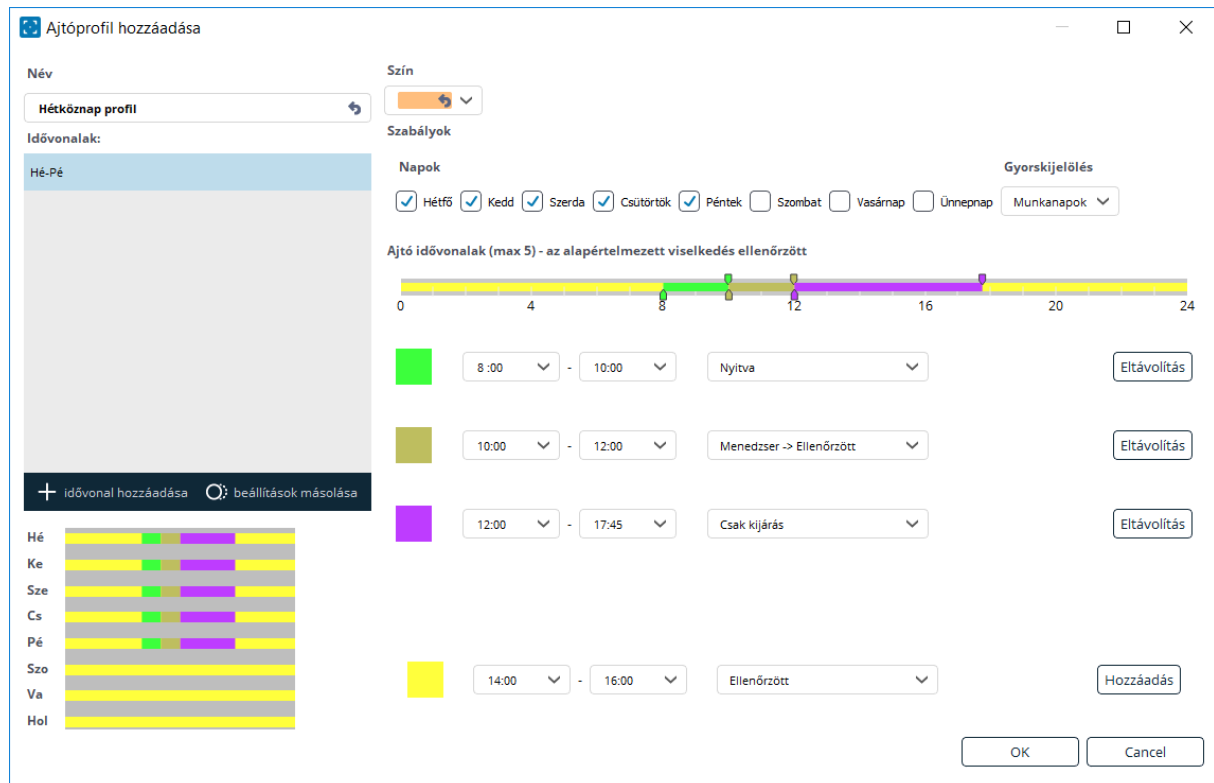 Ajtóprofil hozzáadása
Név
Hétköznap profil
Idővonalak:
Hé-Pé
idővonal hozzáadása beállítások másolása
Hé
Ke
Sze
Cs
Pé
Szo
Va
Hol
Szín
Szabályok
Napok Gyorskijelölés
Hétfő Kedd Szerda Csütörtök Péntek Szombat Vasárnap Ünnepnap Munkanapok
Ajtó idővonalak (max 5) - az alapértelmezett viselkedés ellenőrzött
0 4 8 12 16 20 24
8 :00 - 10:00 Nyitva Eltávolítás
10:00 - 12:00 Menedzser -> Ellenőrzött Eltávolítás
12:00 - 17:45 Csak kijárás Eltávolítás
14:00 - 16:00 Ellenőrzött Hozzáadás
OK Cancel